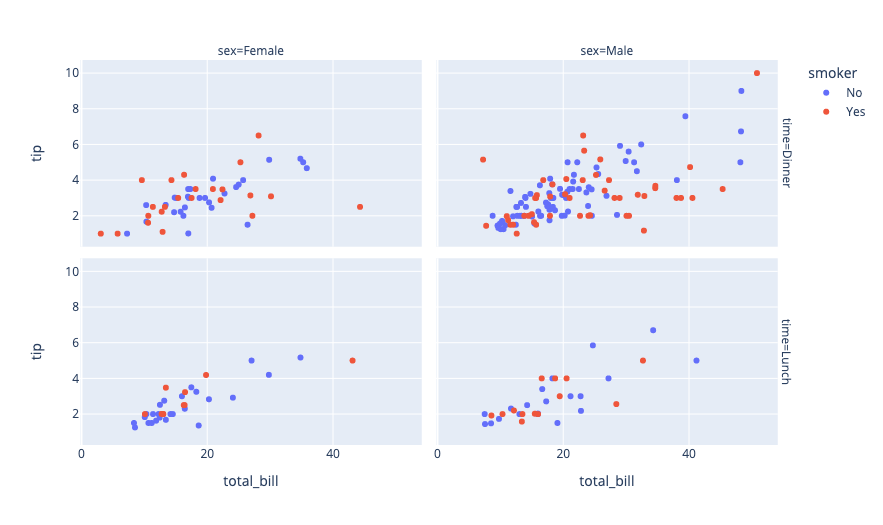 sex=Female
sex=Male
smoker
No
Yes
10
8
6
4
2
tip
time=Dinner
10
8
6
4
2
tip
time=Lunch
0
20
40
0
20
40
total_bill
total_bill